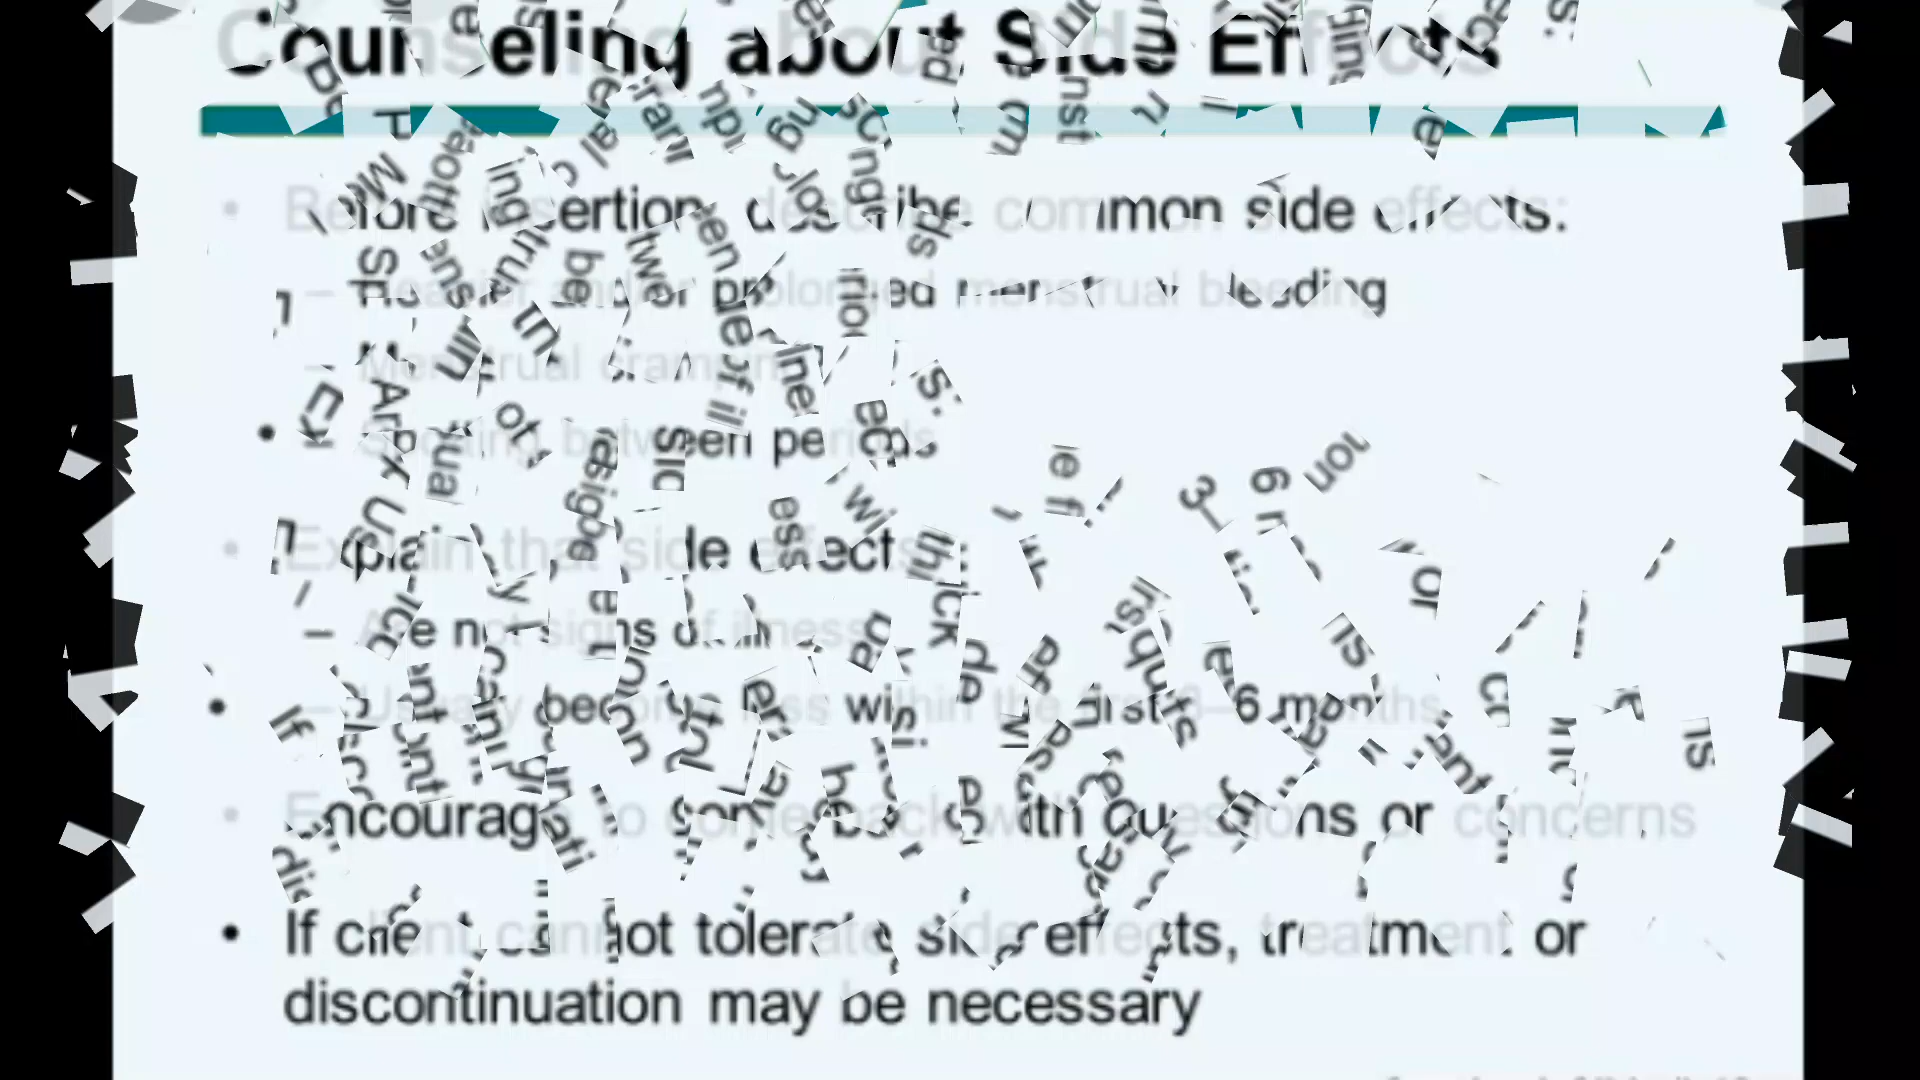 Counseling about Side Effects
• Before insertion, describe common side effects:
– Heavier and/or prolonged menstrual bleeding
– Menstrual cramping
– Spotting between periods
• Explain that side effects:
– Are not signs of illness
– Usually become less within the first 3–6 months
• Encourage to come back with questions or concerns
• If client cannot tolerate side effects, treatment or
discontinuation may be necessary